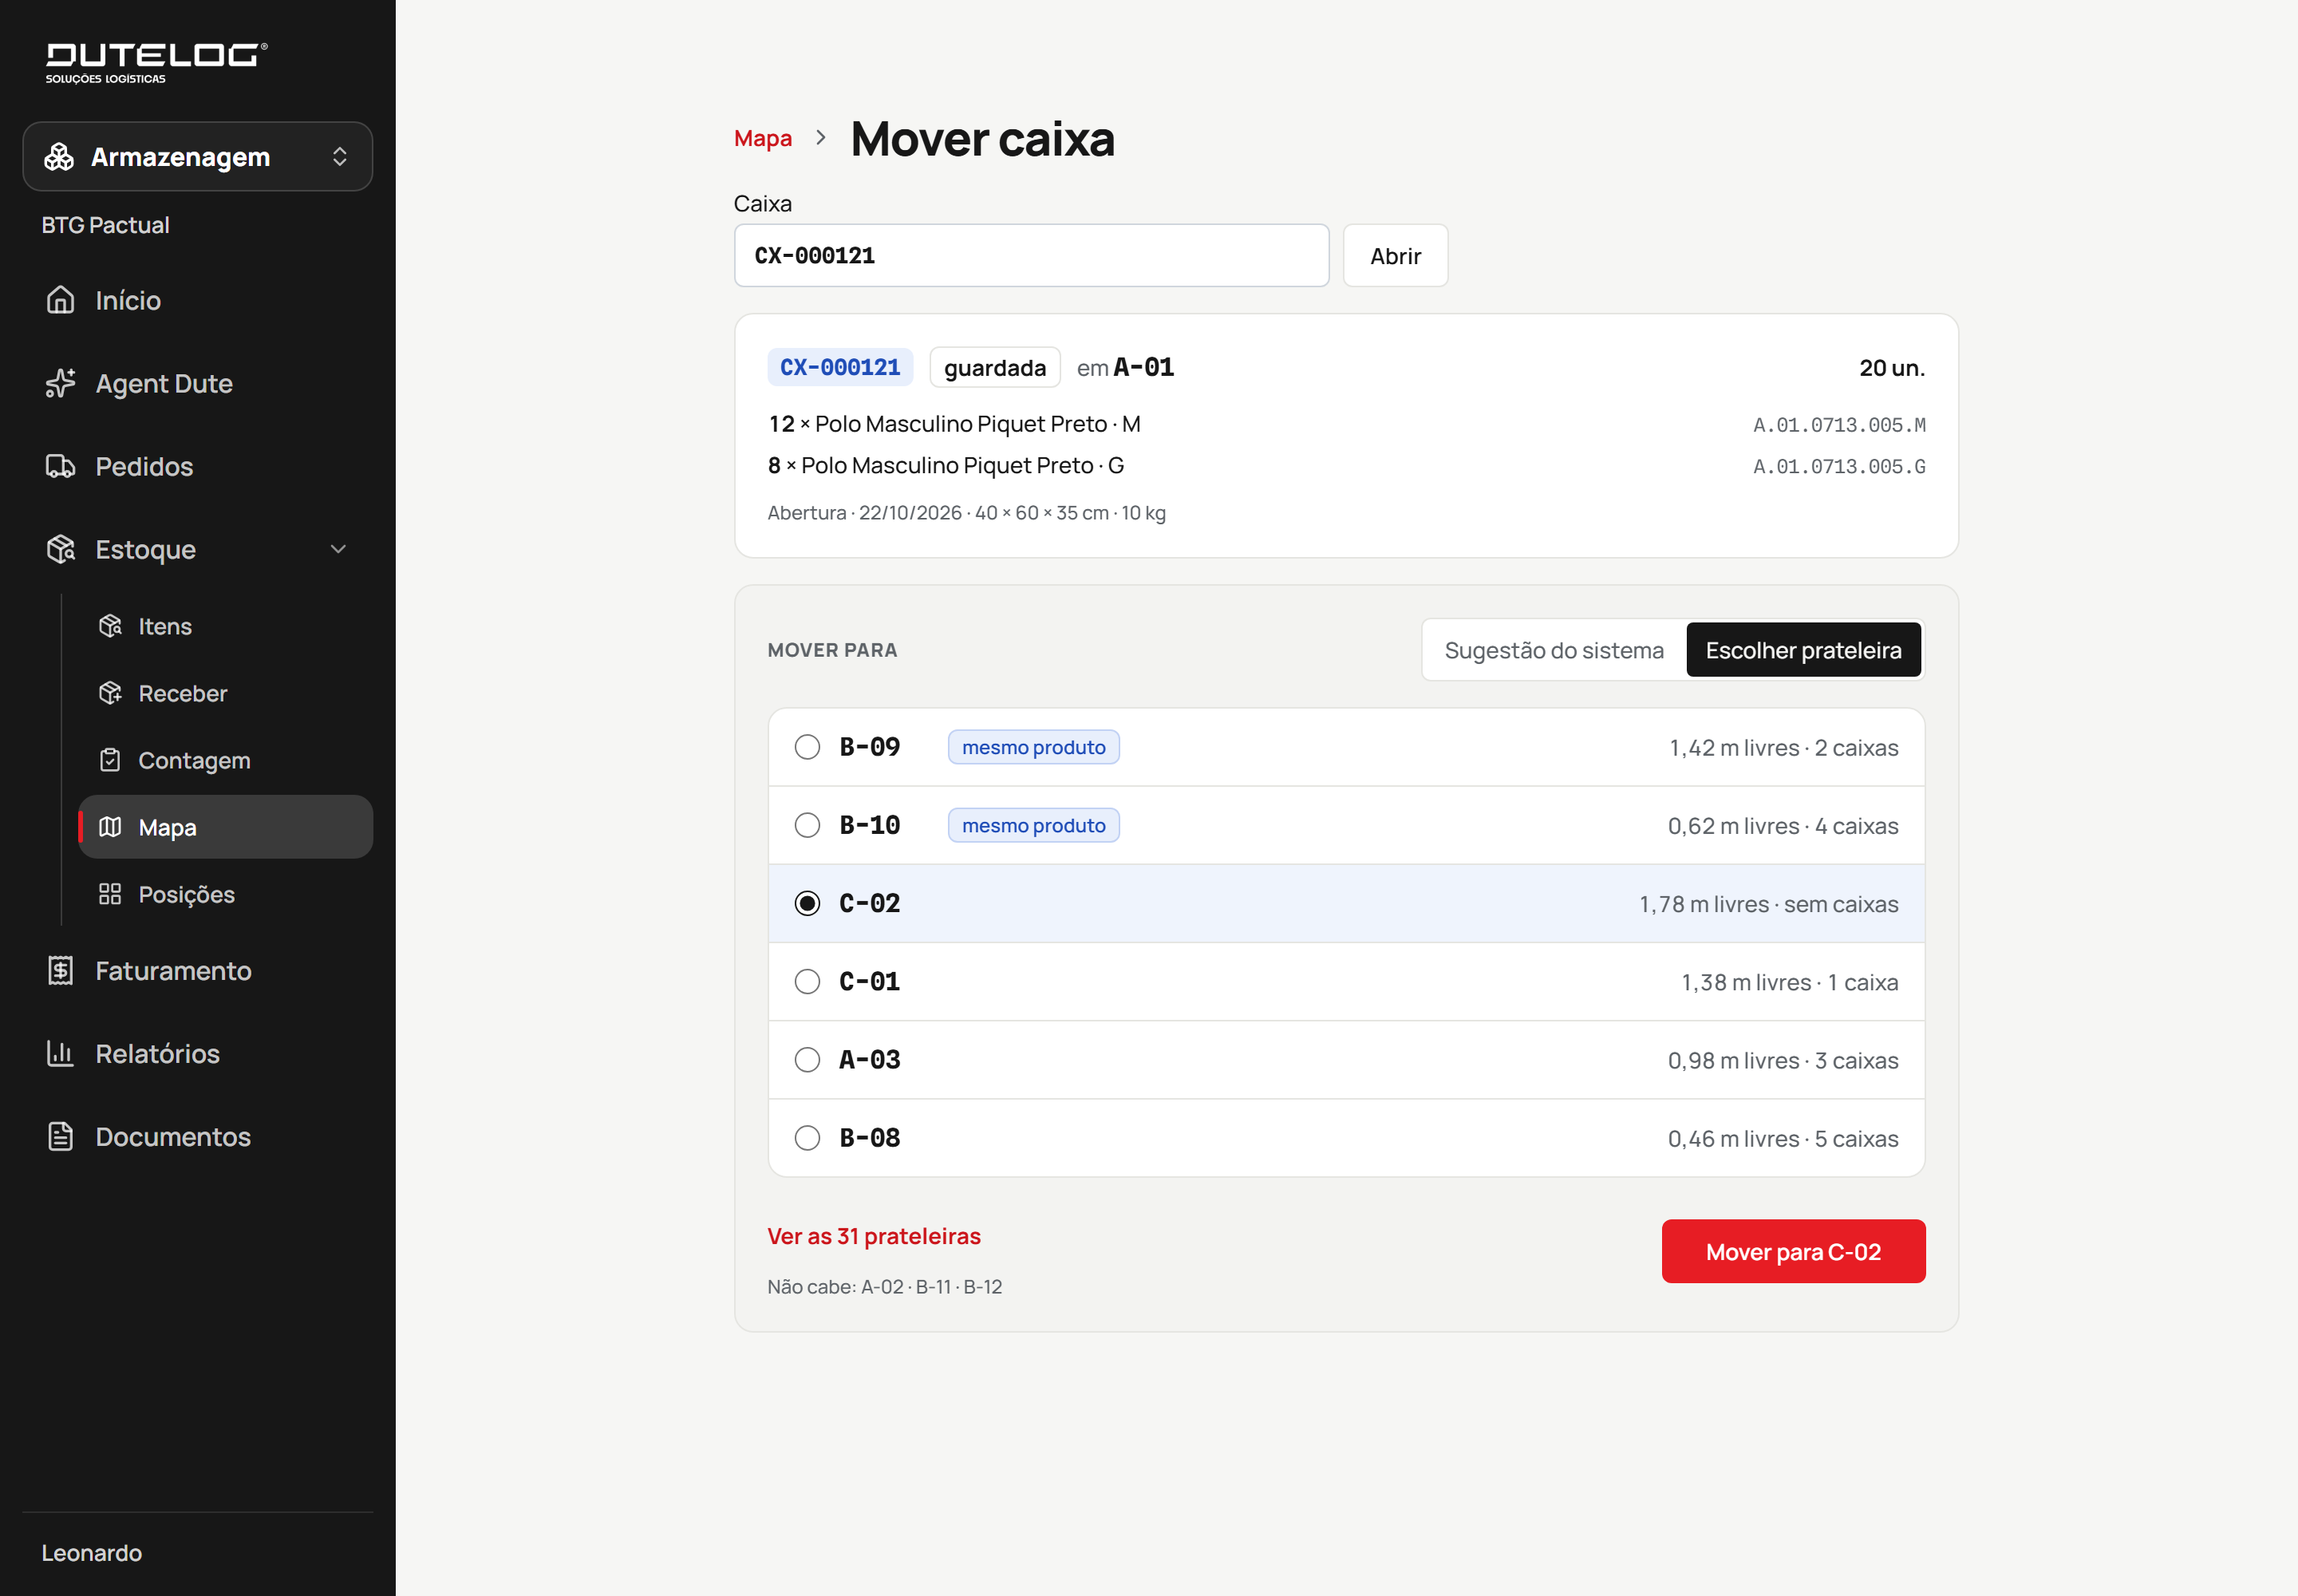 DUTELOG®
SOLUÇÕES LOGÍSTICAS
Armazenagem
BTG Pactual
Início
Agent Dute
Pedidos
Estoque
Itens
Receber
Contagem
Mapa
Posições
Faturamento
Relatórios
Documentos
Leonardo
Mapa > Mover caixa
Caixa
CX-000121 Abrir
CX-000121 guardada em A-01 20 un.
12 × Polo Masculino Piquet Preto · M A.01.0713.005.M
8 × Polo Masculino Piquet Preto · G A.01.0713.005.G
Abertura · 22/10/2026 · 40 × 60 × 35 cm · 10 kg
MOVER PARA Sugestão do sistema Escolher prateleira
B-09 mesmo produto 1,42 m livres · 2 caixas
B-10 mesmo produto 0,62 m livres · 4 caixas
C-02 1,78 m livres · sem caixas
C-01 1,38 m livres · 1 caixa
A-03 0,98 m livres · 3 caixas
B-08 0,46 m livres · 5 caixas
Ver as 31 prateleiras
Mover para C-02
Não cabe: A-02 · B-11 · B-12